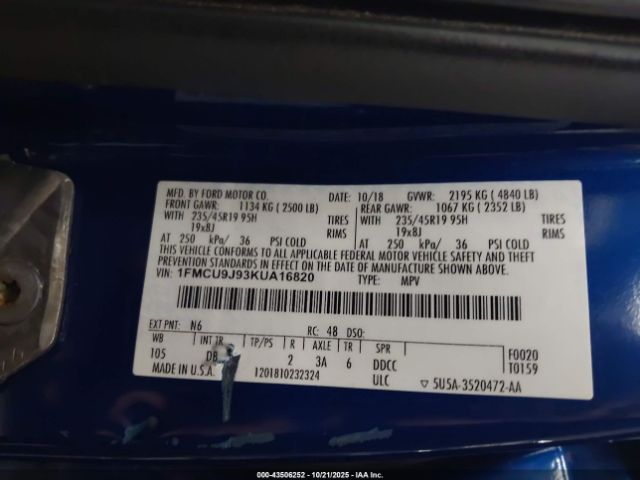 MFD. BY FORD MOTOR CO. DATE: 10/18 GVWR: 2195 KG ( 4840 LB)
FRONT GAWR: 1134 KG ( 2500 LB) REAR GAWR: 1067 KG ( 2352 LB)
WITH 235/45R19 95H TIRES WITH 235/45R19 95H TIRES
19x8J RIMS 19x8J RIMS
AT 250 kPa/ 36 PSI COLD AT 250 kPa/ 36 PSI COLD
THIS VEHICLE CONFORMS TO ALL APPLICABLE FEDERAL MOTOR VEHICLE SAFETY AND THEFT
PREVENTION STANDARDS IN EFFECT ON THE DATE OF MANUFACTURE SHOWN ABOVE.
VIN: 1FMCU9J93KUA16820 TYPE: MPV
EXT PNT: N6 RC: 48 DSO:
WB INT TR TP/PS R AXLE TR SPR F0020
105 DB 2 3A 6 DDCC T0159
MADE IN U.S.A. 1201810232324 ULC ▽ 5U5A-3520472-AA
000-43506252 - 10/21/2025 - IAAI Inc.